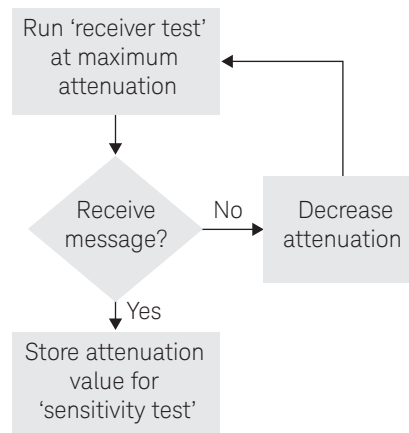 Run ‘receiver test’
at maximum
attenuation
Receive
message?
No
Decrease
attenuation
Yes
Store attenuation
value for
‘sensitivity test’